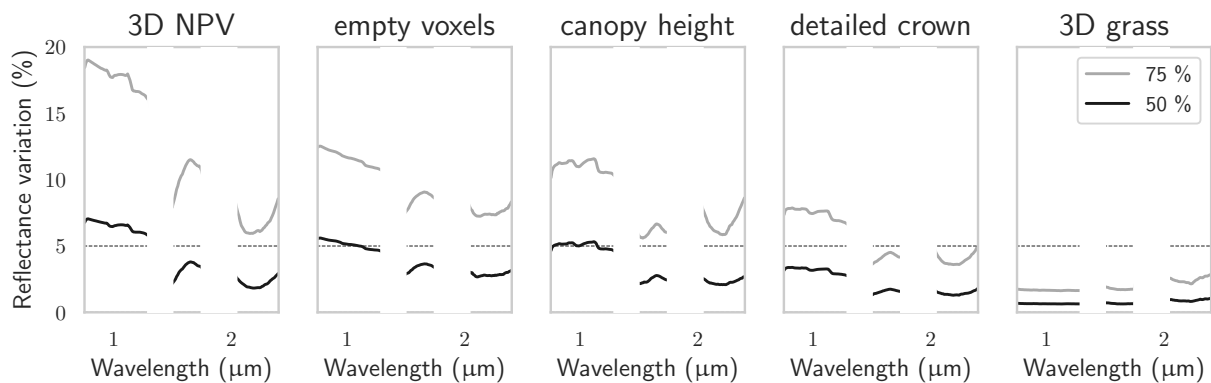 3D NPV
empty voxels
canopy height
detailed crown
3D grass
Reflectance variation (%)
20
15
10
5
0
75 %
50 %
1 2
1 2
1 2
1 2
1 2
Wavelength (μm)
Wavelength (μm)
Wavelength (μm)
Wavelength (μm)
Wavelength (μm)